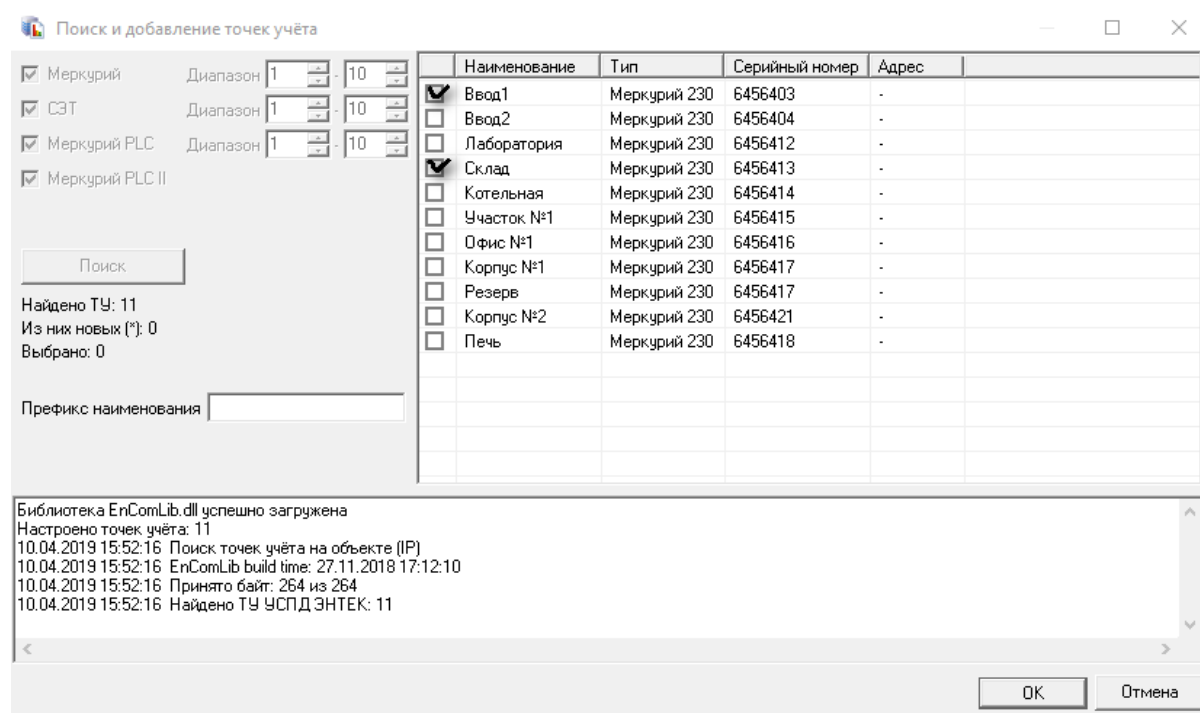 Поиск и добавление точек учёта
Меркурий Диапазон 1 - 10
СЭТ Диапазон 1 - 10
Меркурий PLC Диапазон 1 - 10
Меркурий PLC II
Поиск
Найдено ТУ: 11
Из них новых (*): 0
Выбрано: 0
Префикс наименования
Наименование Тип Серийный номер Адрес
Ввод1 Меркурий 230 6456403 -
Ввод2 Меркурий 230 6456404 -
Лаборатория Меркурий 230 6456412 -
Склад Меркурий 230 6456413 -
Котельная Меркурий 230 6456414 -
Участок №1 Меркурий 230 6456415 -
Офис №1 Меркурий 230 6456416 -
Корпус №1 Меркурий 230 6456417 -
Резерв Меркурий 230 6456417 -
Корпус №2 Меркурий 230 6456421 -
Печь Меркурий 230 6456418 -
Библиотека EnComLib.dll успешно загружена
Настроено точек учёта: 11
10.04.2019 15:52:16 Поиск точек учёта на объекте (IP)
10.04.2019 15:52:16 EnComLib build time: 27.11.2018 17:12:10
10.04.2019 15:52:16 Принято байт: 264 из 264
10.04.2019 15:52:16 Найдено ТУ УСПД ЭНТЕК: 11
OK Отмена